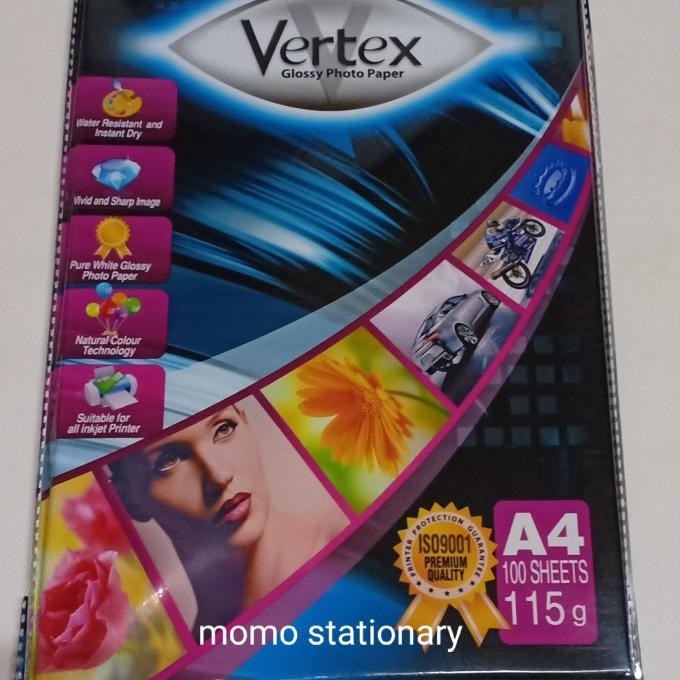 Vertex
Glossy Photo Paper
Water Resistant and
Instant Dry
Vivid and Sharp Image
Pure White Glossy
Photo Paper
Natural Colour
Technology
Suitable for
all inkjet Printer
PRINTER PROTECTION GUARANTEE
ISO9001
PREMIUM
QUALITY
A4
100 SHEETS
115 g
momo stationary